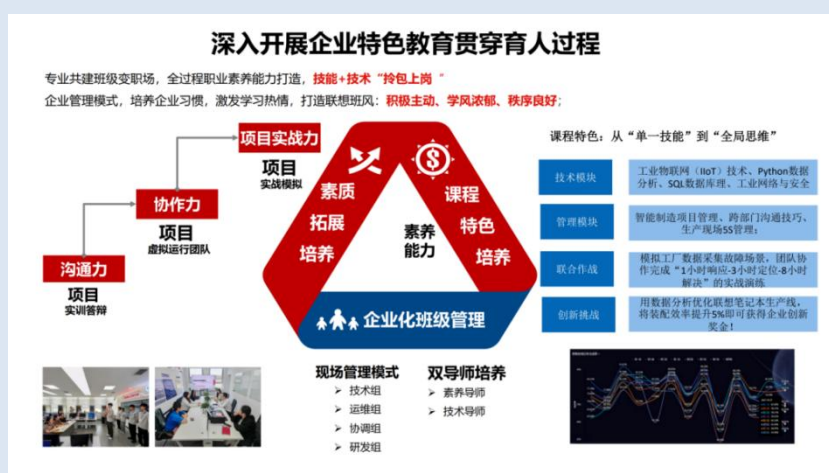 深入开展企业特色教育贯穿育人过程
专业共建班级变职场，全过程职业素养能力打造，技能+技术“拎包上岗 ”
企业管理模式，培养企业习惯，激发学习热情，打造联想班风：积极主动、学风浓郁、秩序良好；
项目实战力
项目
实战模拟
协作力
项目
虚拟运行团队
沟通力
项目
实训答辩
素质
拓展
培养
课程
特色
培养
素养
能力
企业化班级管理
现场管理模式
➢ 技术组
➢ 运维组
➢ 协调组
➢ 研发组
双导师培养
➢ 素养导师
➢ 技术导师
课程特色：从“单一技能”到“全局思维”
技术模块
工业物联网（IIoT）技术、Python数据
分析、SQL数据库理、工业网络与安全
管理模块
智能制造项目管理、跨部门沟通技巧、
生产现场5S管理；
联合作战
模拟工厂数据采集故障场景，团队协
作完成“1小时响应-3小时定位-8小时
解决”的实战演练
创新挑战
用数据分析优化联想笔记本生产线，
将装配效率提升5%即可获得企业创新
奖金！